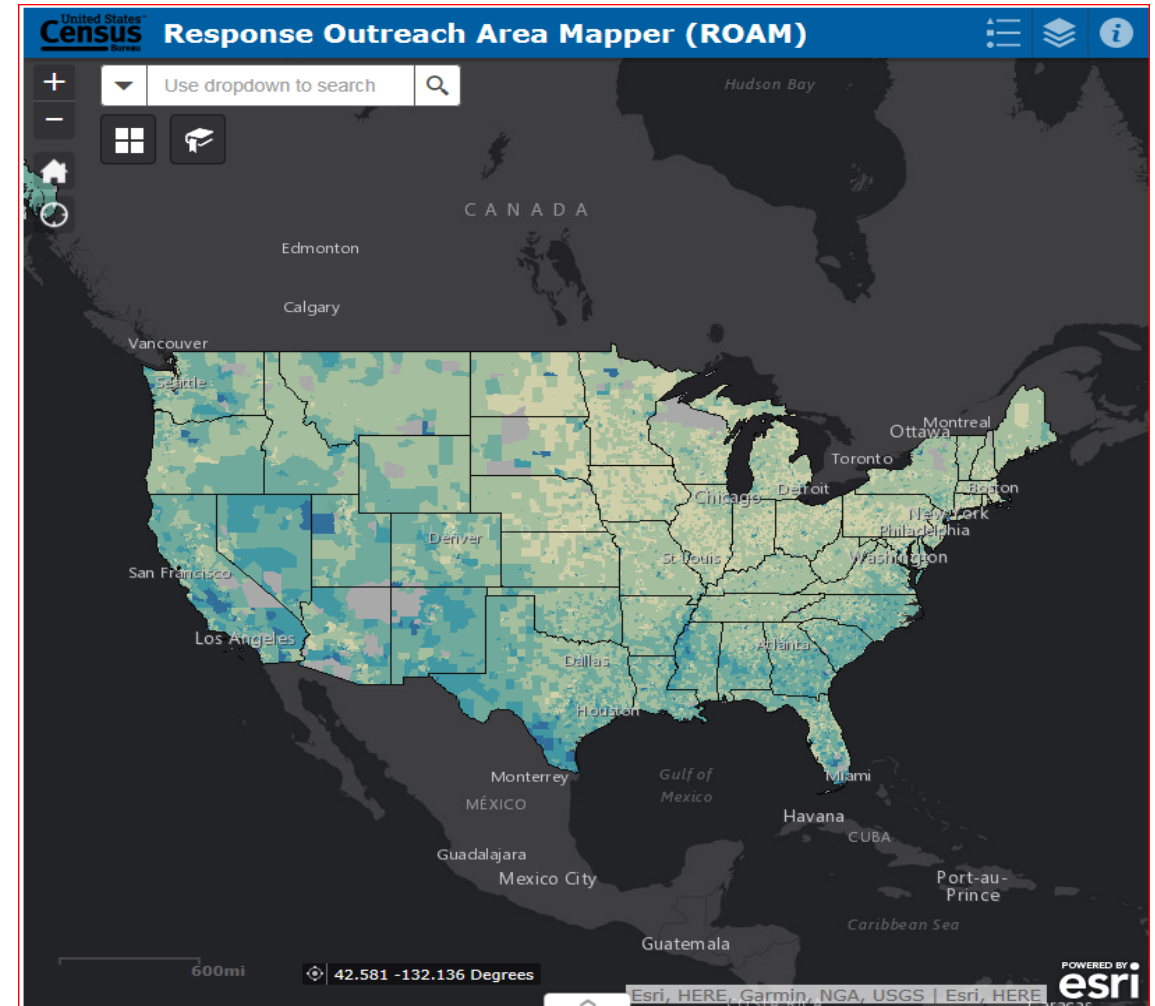 United States™
Census
Bureau
Response Outreach Area Mapper (ROAM)
Use dropdown to search
Hudson Bay
CANADA
Edmonton
Calgary
Vancouver
Seattle
Montreal
Ottawa
Toronto
Chicago
Detroit
Boston
New York
Philadelphia
Denver
St Louis
Washington
San Francisco
Los Angeles
Atlanta
Dallas
Houston
Monterrey
Gulf of
Mexico
Miami
MÉXICO
Havana
CUBA
Guadalajara
Mexico City
Port-au-
Prince
Caribbean Sea
Guatemala
600mi
42.581 -132.136 Degrees
POWERED BY
esri
Esri, HERE, Garmin, NGA, USGS | Esri, HERE